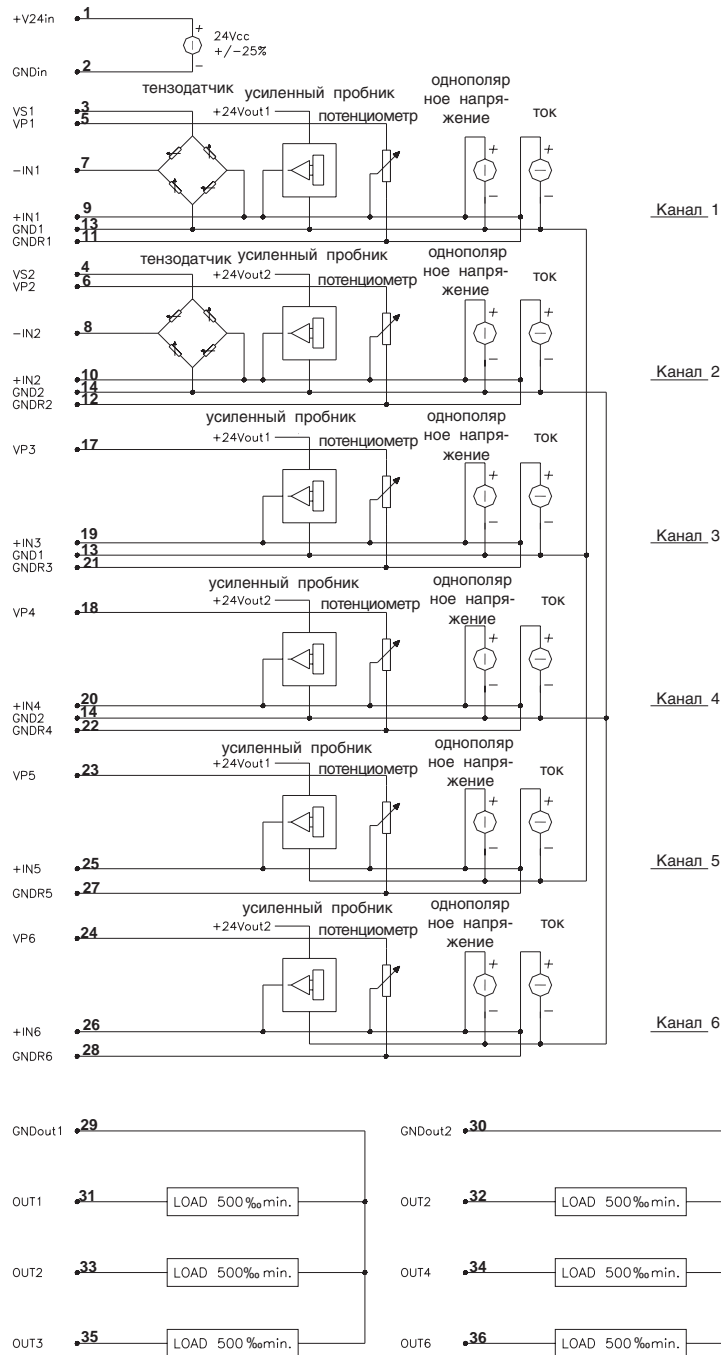 +V24in 1
24Vcc
+/-25%
GNDin 2
тензодатчик усиленный пробник однополяр
ное напря-
жение ток
VS1 3 +24Vout1 потенциометр
VP1 5
-IN1 7
+IN1 9
GND1 13
GNDR1 11
Канал 1
тензодатчик усиленный пробник однополяр
ное напря-
жение ток
VS2 4 +24Vout2 потенциометр
VP2 6
-IN2 8
+IN2 10
GND2 14
GNDR2 12
Канал 2
усиленный пробник однополяр
ное напря-
жение ток
+24Vout1 потенциометр
VP3 17
+IN3 19
GND1 13
GNDR3 21
Канал 3
усиленный пробник однополяр
ное напря-
жение ток
+24Vout2 потенциометр
VP4 18
+IN4 20
GND2 14
GNDR4 22
Канал 4
усиленный пробник однополяр
ное напря-
жение ток
+24Vout1 потенциометр
VP5 23
+IN5 25
GNDR5 27
Канал 5
усиленный пробник однополяр
ное напря-
жение ток
+24Vout2 потенциометр
VP6 24
+IN6 26
GNDR6 28
Канал 6
GNDout1 29
OUT1 31 LOAD 500‰ min.
OUT2 33 LOAD 500‰ min.
OUT3 35 LOAD 500‰ min.
GNDout2 30
OUT2 32 LOAD 500‰ min.
OUT4 34 LOAD 500‰ min.
OUT6 36 LOAD 500‰ min.